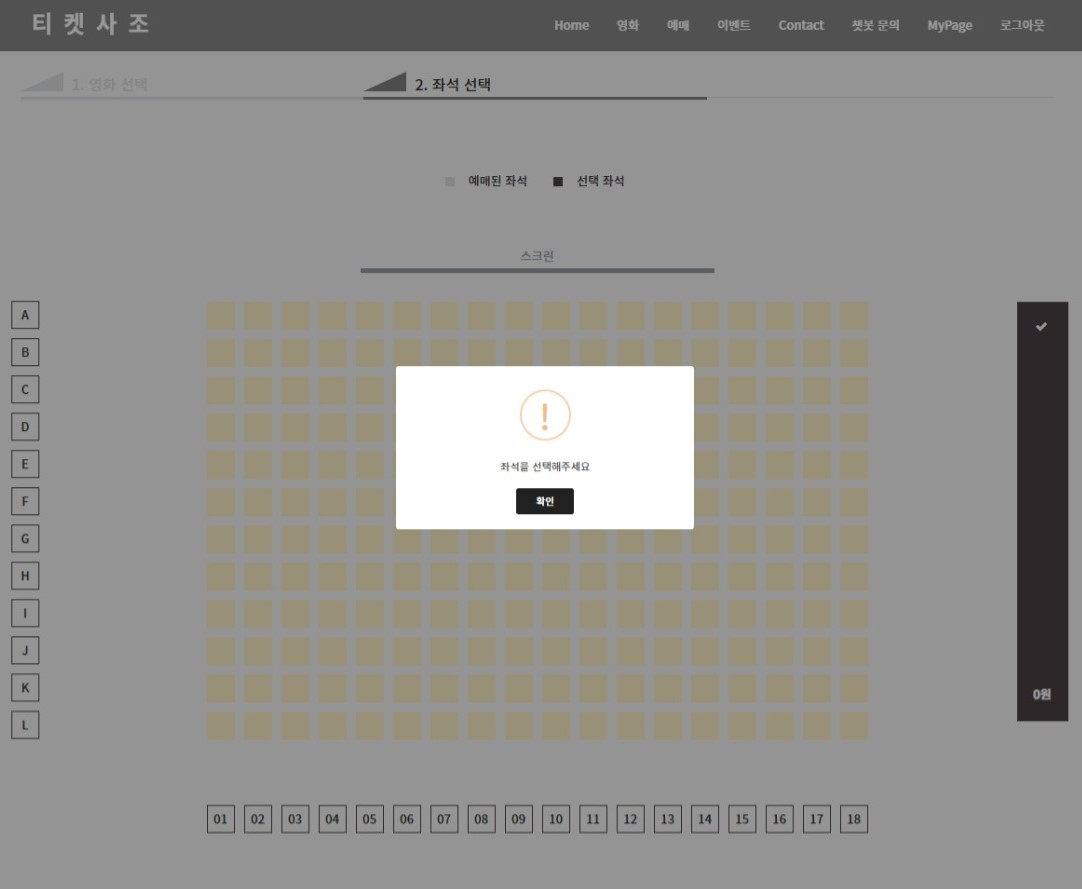 티켓사조
Home 영화 예매 이벤트 Contact 챗봇 문의 MyPage 로그아웃
1. 영화 선택
2. 좌석 선택
예매된 좌석 선택 좌석
스크린
A
B
C
D
E
F
G
H
I
J
K
L
!
좌석을 선택해주세요
확인
0원
01 02 03 04 05 06 07 08 09 10 11 12 13 14 15 16 17 18